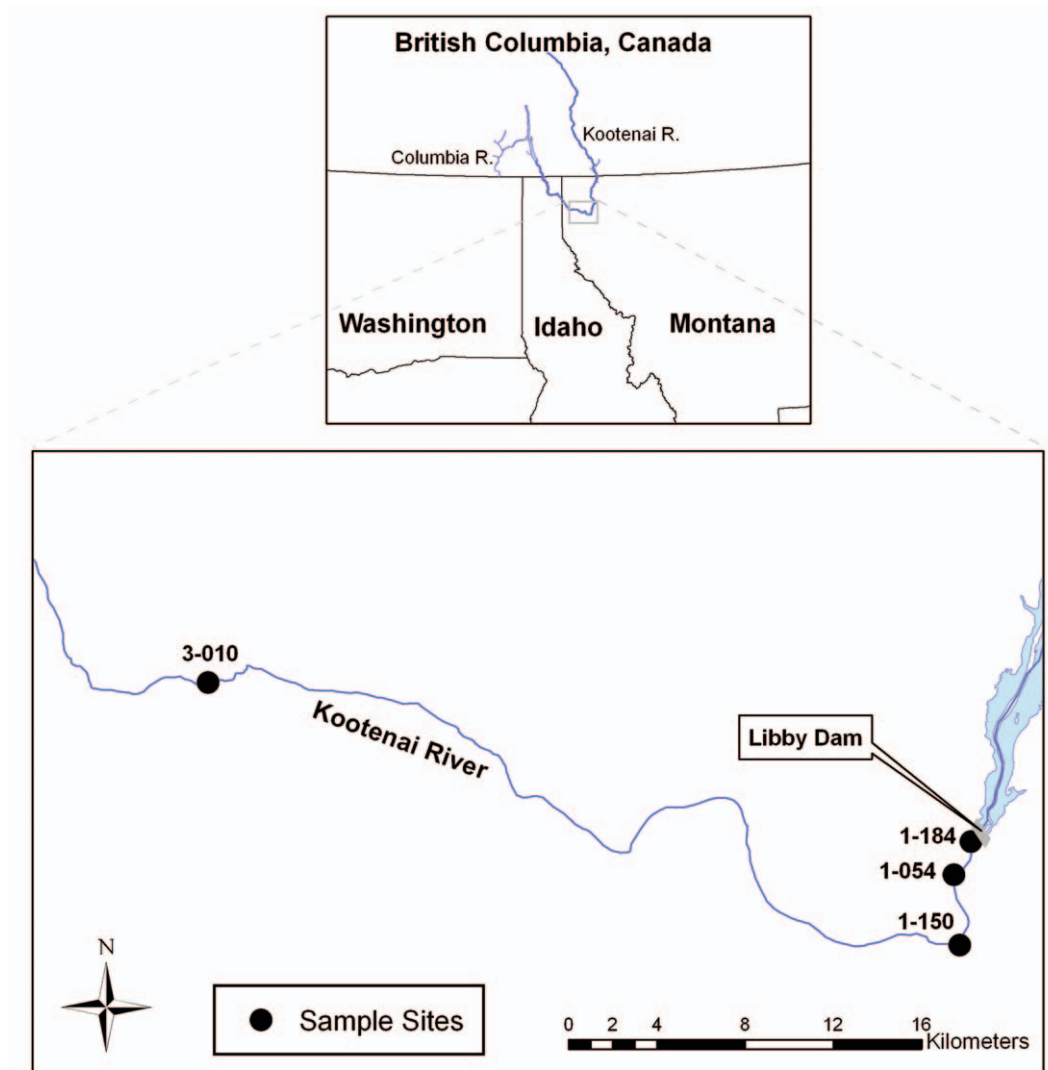 British Columbia, Canada
Kootenai R.
Columbia R.
Washington
Idaho
Montana
3-010
Kootenai River
Libby Dam
1-184
1-054
1-150
N
Sample Sites
0 2 4 8 12 16
Kilometers